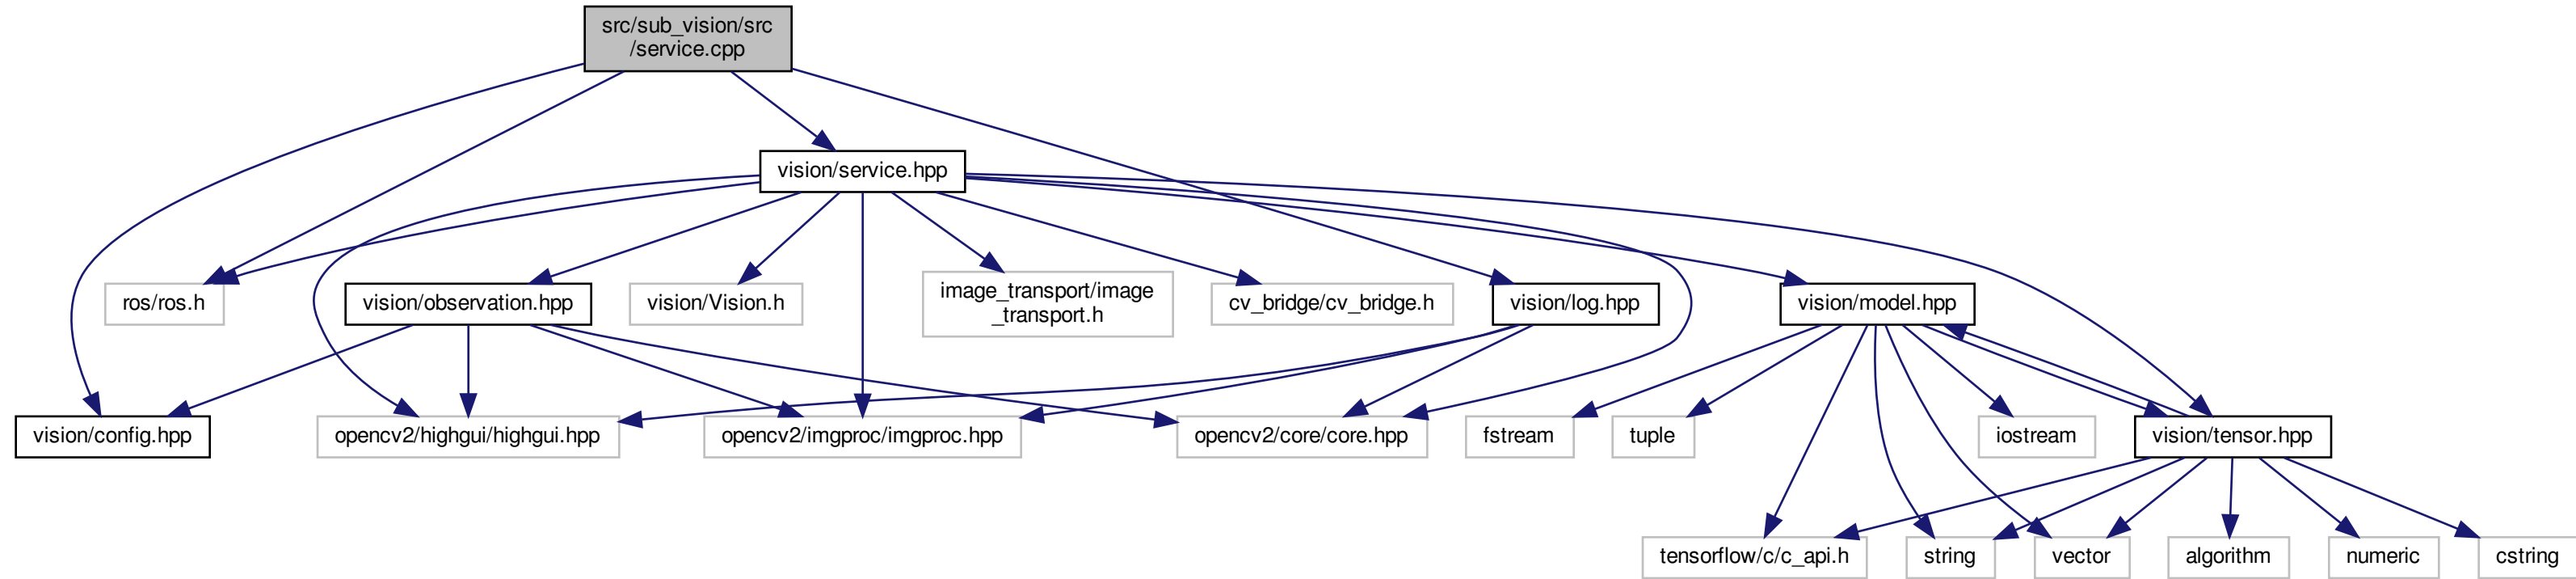 src/sub_vision/src
/service.cpp
vision/service.hpp
ros/ros.h
vision/observation.hpp
vision/Vision.h
image_transport/image
_transport.h
cv_bridge/cv_bridge.h
vision/log.hpp
vision/model.hpp
vision/config.hpp
opencv2/highgui/highgui.hpp
opencv2/imgproc/imgproc.hpp
opencv2/core/core.hpp
fstream
tuple
iostream
vision/tensor.hpp
tensorflow/c/c_api.h
string
vector
algorithm
numeric
cstring